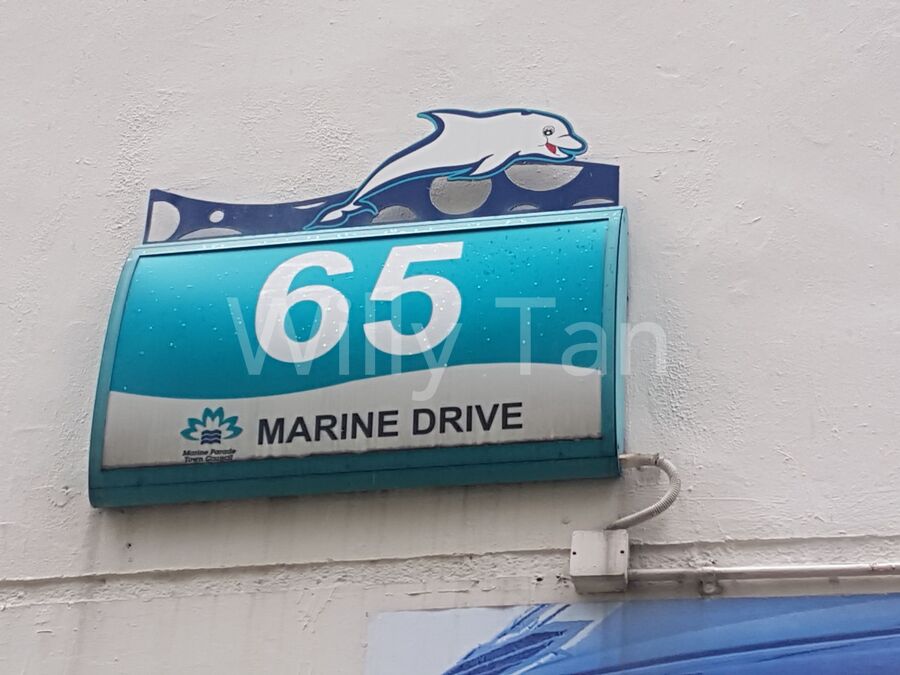 65
Willy Tan
MARINE DRIVE
Marine Parade
Town Council